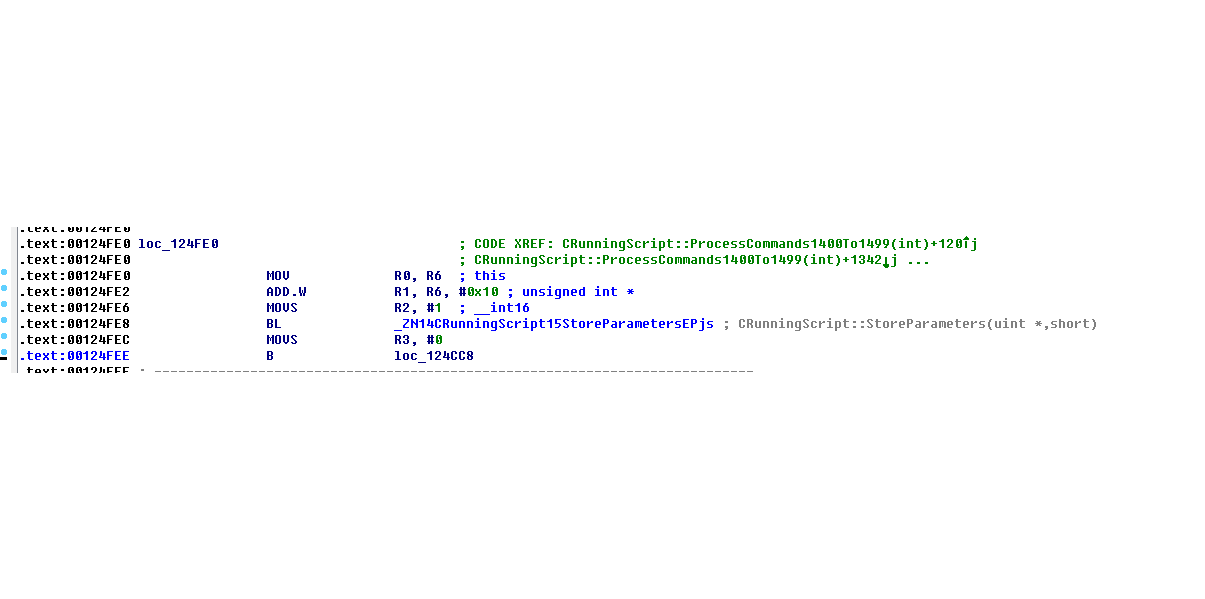 .text:00124FE0
.text:00124FE0 loc_124FE0 ; CODE XREF: CRunningScript::ProcessCommands1400To1499(int)+120↑j
.text:00124FE0 ; CRunningScript::ProcessCommands1400To1499(int)+1342↓j ...
.text:00124FE0 MOV R0, R6 ; this
.text:00124FE2 ADD.W R1, R6, #0x10 ; unsigned int *
.text:00124FE6 MOVS R2, #1 ; __int16
.text:00124FE8 BL _ZN14CRunningScript15StoreParametersEPjs ; CRunningScript::StoreParameters(uint *,short)
.text:00124FEC MOVS R3, #0
.text:00124FEE B loc_124CC8
.text:00124FEE ; ---------------------------------------------------------------------------